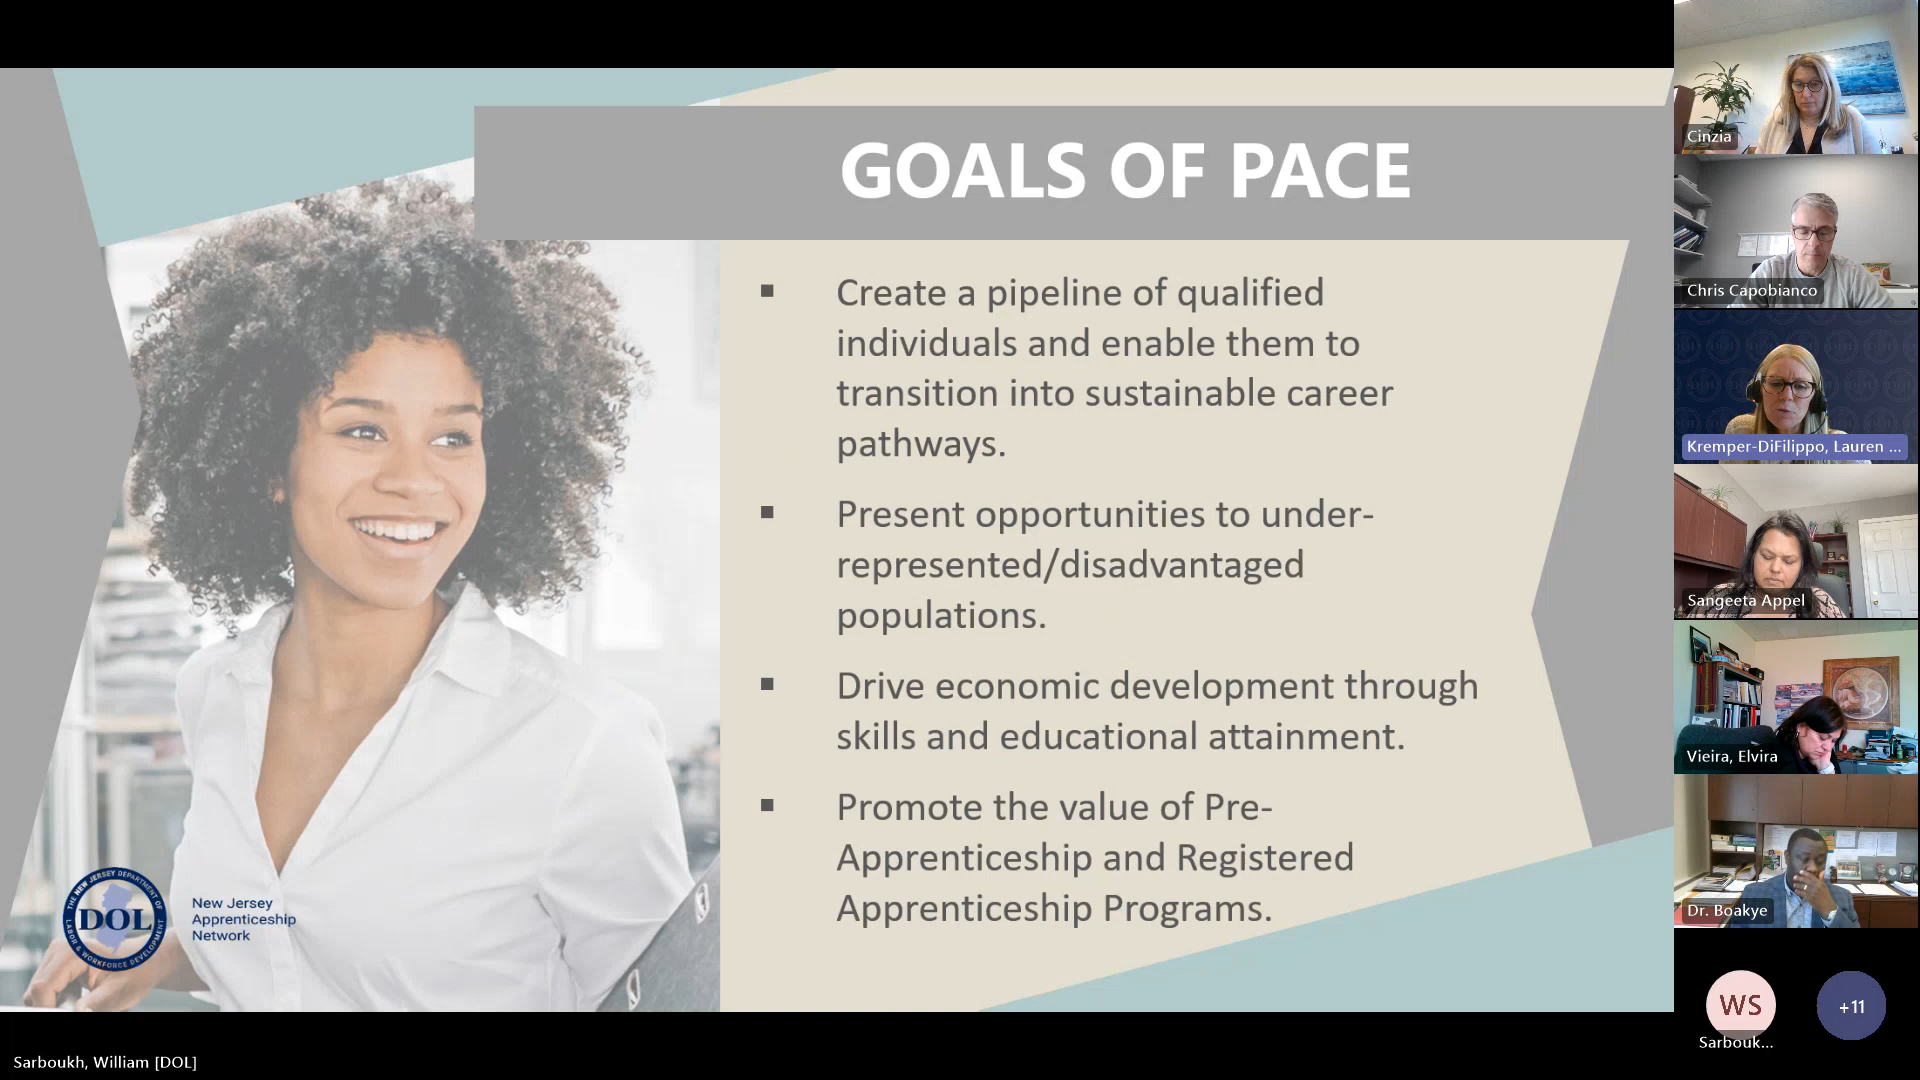 GOALS OF PACE
▪ Create a pipeline of qualified
individuals and enable them to
transition into sustainable career
pathways.
▪ Present opportunities to under-
represented/disadvantaged
populations.
▪ Drive economic development through
skills and educational attainment.
▪ Promote the value of Pre-
Apprenticeship and Registered
Apprenticeship Programs.
THE NEW JERSEY DEPARTMENT OF
DOL
LABOR & WORKFORCE DEVELOPMENT
New Jersey
Apprenticeship
Network
Sarboukh, William [DOL]
Cinzia
Chris Capobianco
Kremper-DiFilippo, Lauren ...
Sangeeta Appel
Vieira, Elvira
Dr. Boakye
WS
Sarbouk...
+11